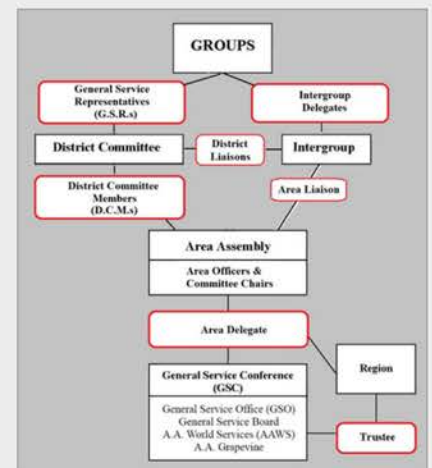 GROUPS
General Service
Representatives
(G.S.R.s)
Intergroup
Delegates
District Committee
District
Liaisons
Intergroup
District Committee
Members
(D.C.M.s)
Area Liaison
Area Assembly
Area Officers &
Committee Chairs
Area Delegate
General Service Conference
(GSC)
Region
General Service Office (GSO)
General Service Board
A.A. World Services (AAWS)
A.A. Grapevine
Trustee